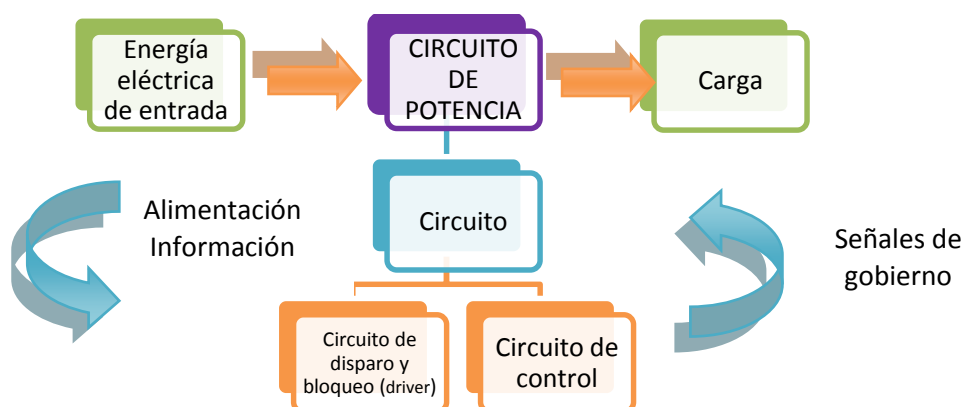 Energía
eléctrica
de entrada
CIRCUITO
DE
POTENCIA
Carga
Alimentación
Información
Circuito
Señales de
gobierno
Circuito de
disparo y
bloqueo (driver)
Circuito de
control